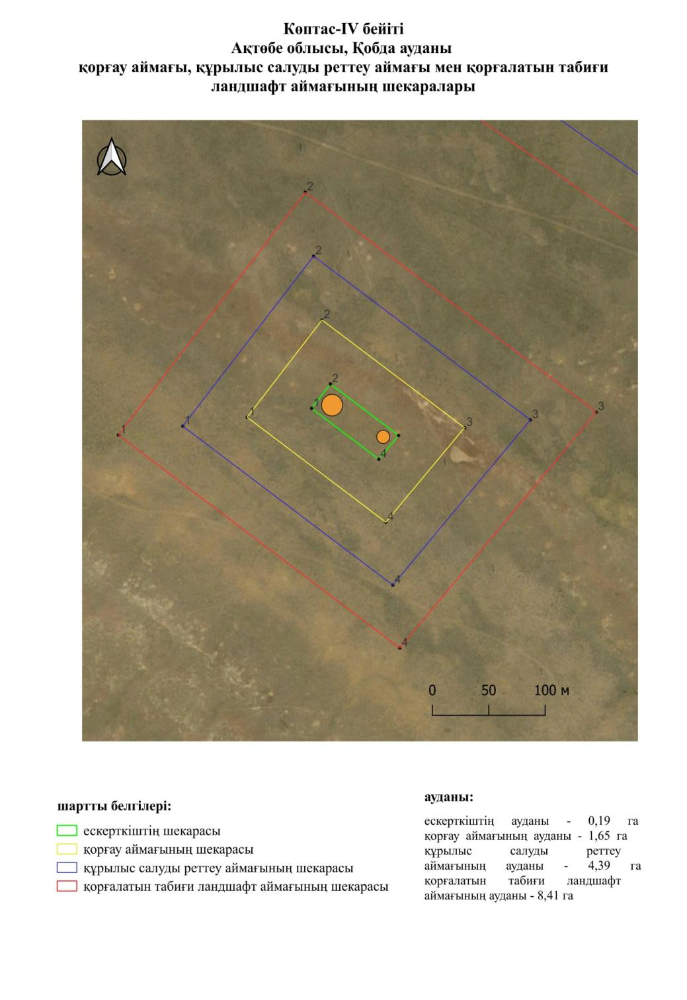 Көптас-IV бейіті
Ақтөбе облысы, Қобда ауданы
қорғау аймағы, құрылыс салуды реттеу аймағы мен қорғалатын табиғи
ландшафт аймағының шекаралары
2
2
2
2
1
1
1
1
3
3
3
4
4
4
4
0 50 100 м
шартты белгілері:
ескерткіштің шекарасы
қорғау аймағының шекарасы
құрылыс салуды реттеу аймағының шекарасы
қорғалатын табиғи ландшафт аймағының шекарасы
ауданы:
ескерткіштің ауданы - 0,19 га
қорғау аймағының ауданы - 1,65 га
құрылыс салуды реттеу
аймағының ауданы - 4,39 га
қорғалатын табиғи ландшафт
аймағының ауданы - 8,41 га